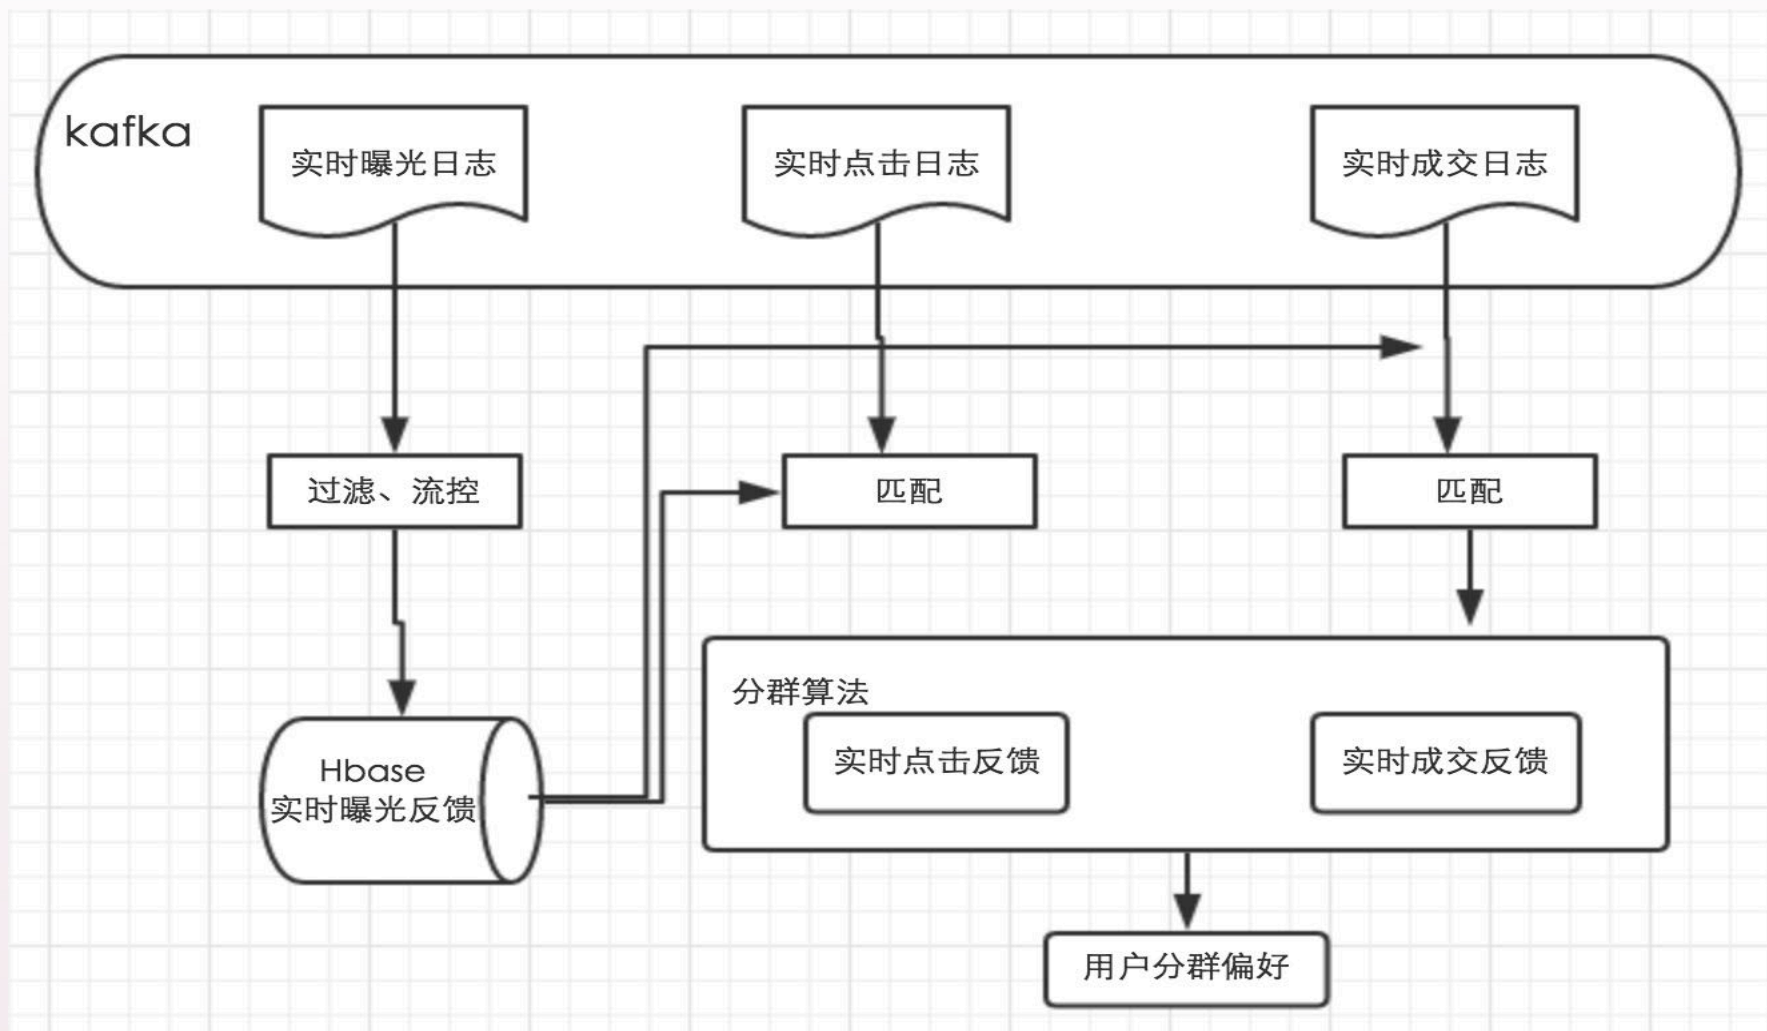 kafka
实时曝光日志
实时点击日志
实时成交日志
过滤、流控
匹配
匹配
分群算法
Hbase
实时曝光反馈
实时点击反馈
实时成交反馈
用户分群偏好